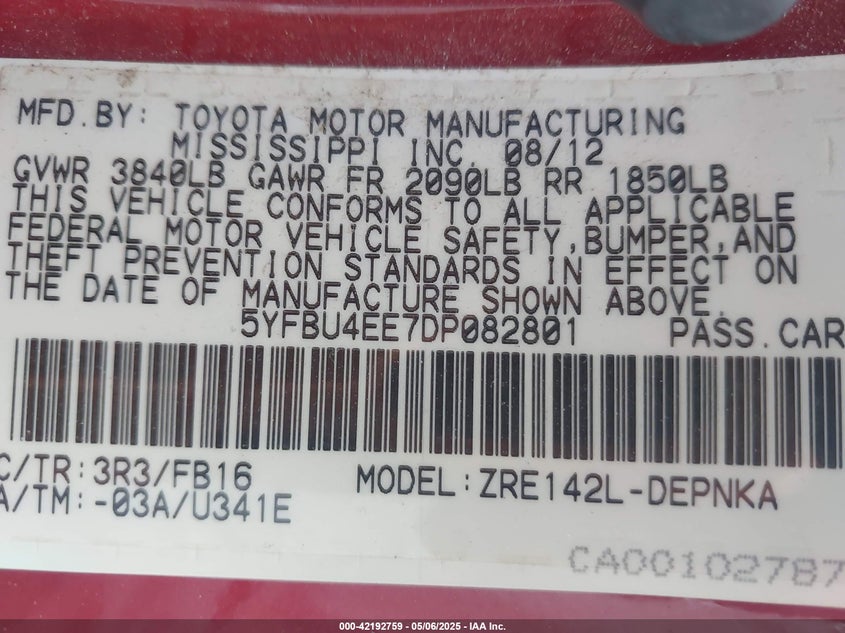 MFD.BY: TOYOTA MOTOR MANUFACTURING
MISSISSIPPI INC. 08/12
GVWR 3840LB GAWR FR 2090LB RR 1850LB
THIS VEHICLE CONFORMS TO ALL APPLICABLE
FEDERAL MOTOR VEHICLE SAFETY,BUMPER,AND
THEFT PREVENTION STANDARDS IN EFFECT ON
THE DATE OF MANUFACTURE SHOWN ABOVE.
5YFBU4EE7DP082801 PASS.CAR
C/TR:3R3/FB16 MODEL:ZRE142L-DEPNKA
A/TM:-03A/U341E
CA00102787
000-42192759 | 05/06/2025 - IAA Inc.